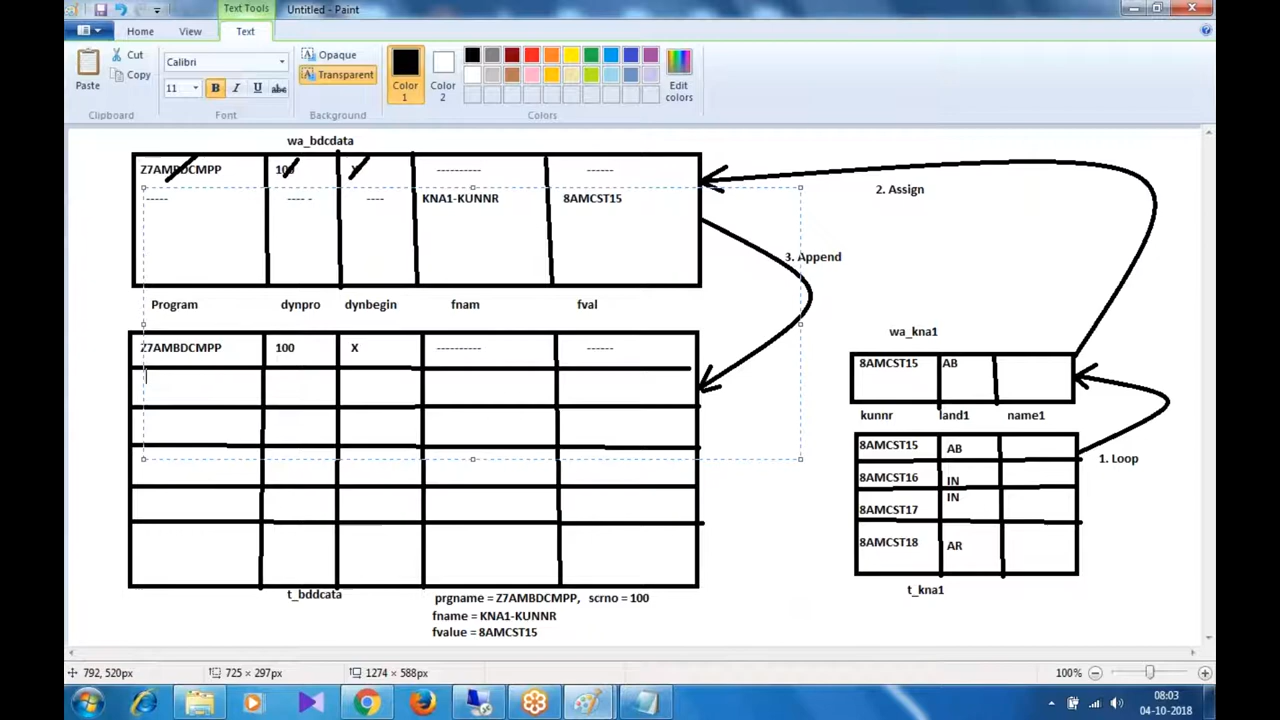 Text Tools
Untitled - Paint
Home
View
Text
Paste
Cut
Copy
Calibri
11
B
I
U
abc
Opaque
Transparent
Color 1
Color 2
Edit colors
Clipboard
Font
Background
Colors
wa_bdcdata
Z7AMBDCMPP 100 X ---------- ------
----- ---- - ---- KNA1-KUNNR 8AMCST15
Program dynpro dynbegin fnam fval
Z7AMBDCMPP 100 X ---------- ------
t_bddcata
prgname = Z7AMBDCMPP, scrno = 100
fname = KNA1-KUNNR
fvalue = 8AMCST15
2. Assign
3. Append
wa_kna1
8AMCST15 AB
kunnr land1 name1
8AMCST15 AB
8AMCST16 IN
8AMCST17 IN
8AMCST18 AR
1. Loop
t_kna1
792, 520px
725 × 297px
1274 × 588px
100%
08:03
04-10-2018